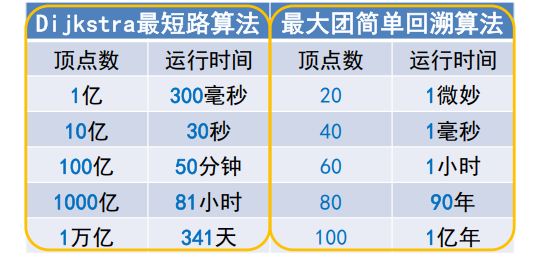 Dijkstra最短路算法 最大团简单回溯算法
顶点数 运行时间 顶点数 运行时间
1亿 300毫秒 20 1微妙
10亿 30秒 40 1毫秒
100亿 50分钟 60 1小时
1000亿 81小时 80 90年
1万亿 341天 100 1亿年